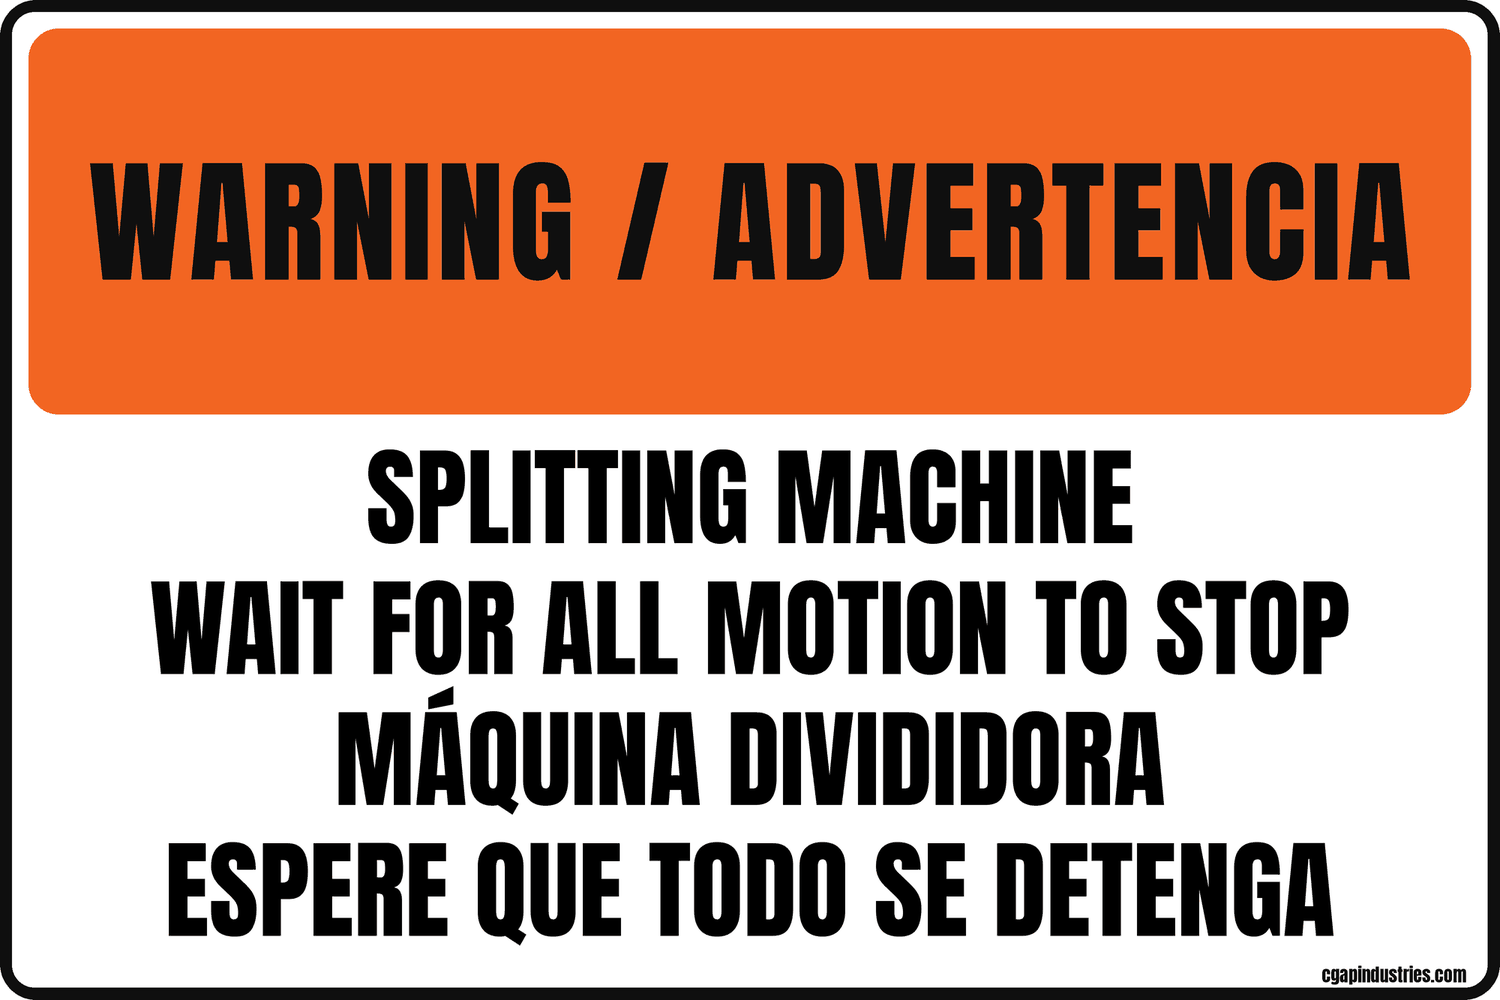 WARNING / ADVERTENCIA
SPLITTING MACHINE
WAIT FOR ALL MOTION TO STOP
MÁQUINA DIVIDIDORA
ESPERE QUE TODO SE DETENGA
cgapindustries.com